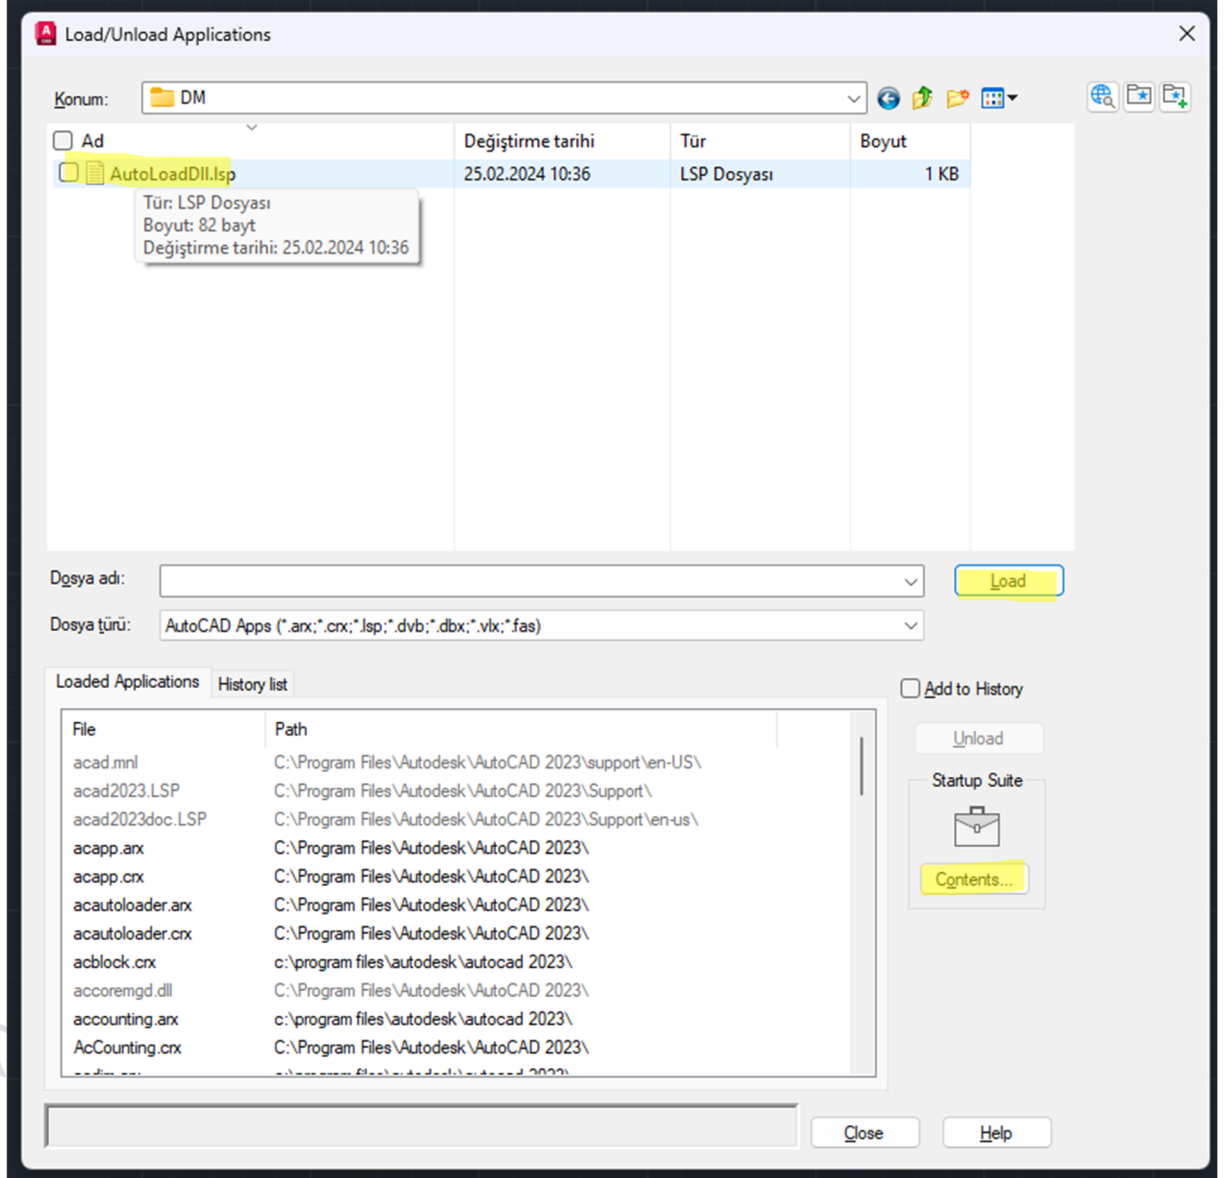 Load/Unload Applications
Konum: DM
Ad Değiştirme tarihi Tür Boyut
AutoLoadDll.lsp 25.02.2024 10:36 LSP Dosyası 1 KB
Tür: LSP Dosyası
Boyut: 82 bayt
Değiştirme tarihi: 25.02.2024 10:36
Dosya adı: Load
Dosya türü: AutoCAD Apps (*.arx;*.crx;*.lsp;*.dvb;*.dbx;*.vlx;*.fas)
Loaded Applications History list
Add to History
File Path
Unload
acad.mnl C:\Program Files\Autodesk\AutoCAD 2023\support\en-US\
Startup Suite
acad2023.LSP C:\Program Files\Autodesk\AutoCAD 2023\Support\
acad2023doc.LSP C:\Program Files\Autodesk\AutoCAD 2023\Support\en-us\
acapp.arx C:\Program Files\Autodesk\AutoCAD 2023\
acapp.crx C:\Program Files\Autodesk\AutoCAD 2023\
Contents...
acautoloader.arx C:\Program Files\Autodesk\AutoCAD 2023\
acautoloader.crx C:\Program Files\Autodesk\AutoCAD 2023\
acblock.crx c:\program files\autodesk\autocad 2023\
accoremgd.dll C:\Program Files\Autodesk\AutoCAD 2023\
accounting.arx c:\program files\autodesk\autocad 2023\
AcCounting.crx C:\Program Files\Autodesk\AutoCAD 2023\
Close Help